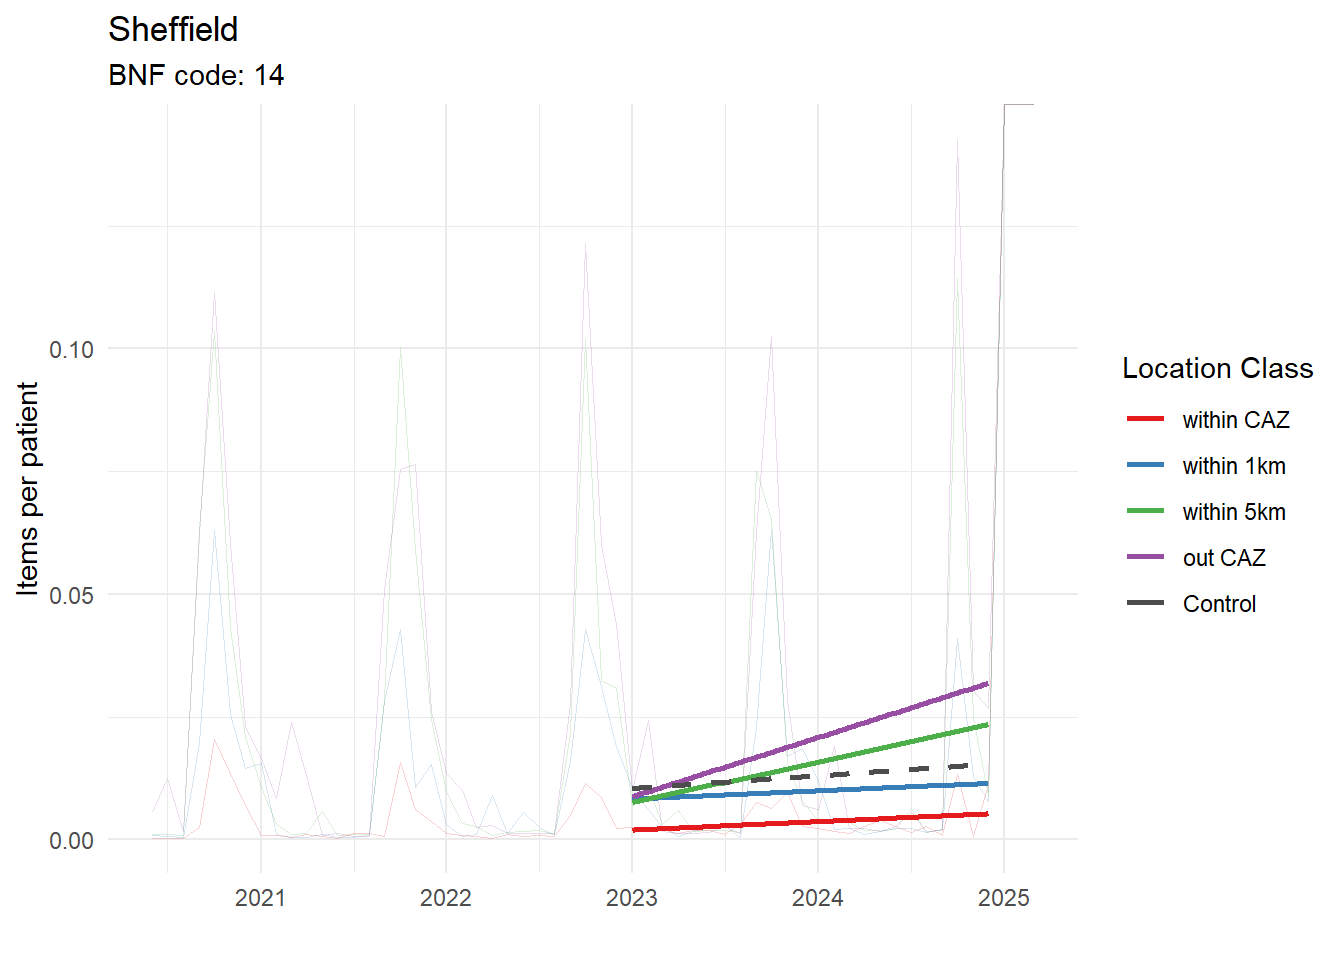 Sheffield
BNF code: 14
Items per patient
0.10
0.05
0.00
2021
2022
2023
2024
2025
Location Class
within CAZ
within 1km
within 5km
out CAZ
Control